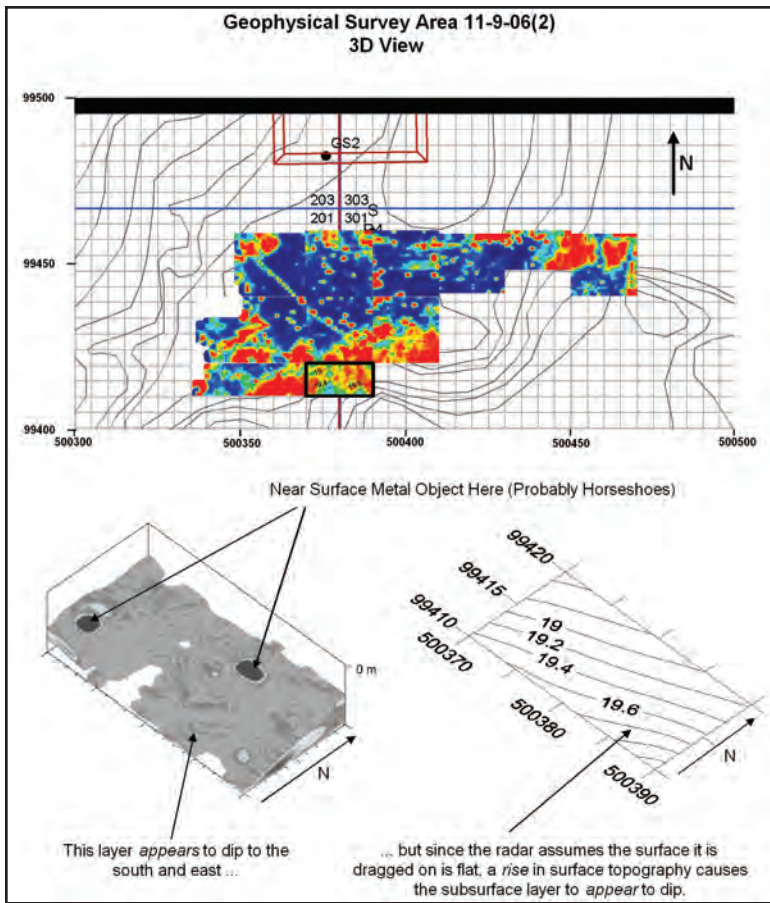 Geophysical Survey Area 11-9-06(2)
3D View
99500
GS2
N
203 303
S
201 301
D 4
99450
19
19.4
99400
500300
500350
500400
500450
500500
Near Surface Metal Object Here (Probably Horseshoes)
99420
99415
99410
500370
500380
500390
19
19.2
19.4
19.6
0 m
N
N
This layer appears to dip to the
south and east ...
... but since the radar assumes the surface it is
dragged on is flat, a rise in surface topography causes
the subsurface layer to appear to dip.